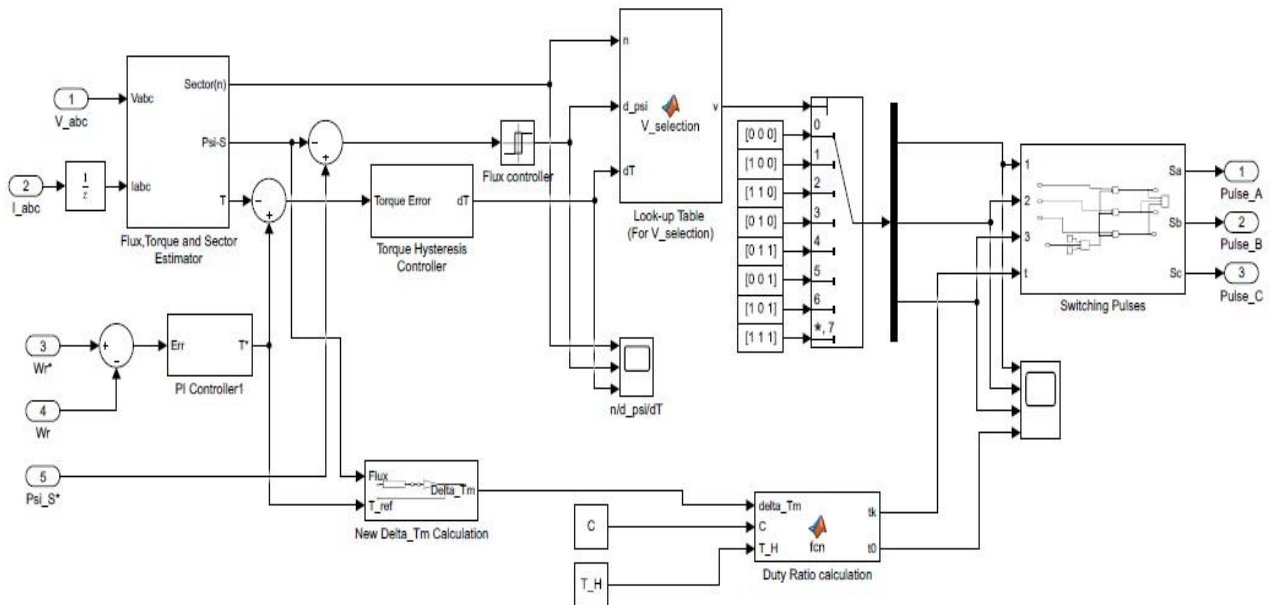 1
V_abc
2
I_abc
1
z
Vabc
Iabc
Sector(n)
Psi-S
T
Flux,Torque and Sector
Estimator
−
+
−
+
Torque Error
dT
Torque Hysteresis
Controller
Flux controller
n
d_psi
dT
v
V_selection
Look-up Table
(For V_selection)
[0 0 0]
[1 0 0]
[1 1 0]
[0 1 0]
[0 1 1]
[0 0 1]
[1 0 1]
[1 1 1]
0
1
2
3
4
5
6
*, 7
1
2
3
t
Sa
Sb
Sc
Switching Pulses
1
Pulse_A
2
Pulse_B
3
Pulse_C
3
Wr*
4
Wr
5
Psi_S*
+
−
Err
T*
PI Controller1
n/d_psi/dT
Flux
T_ref
Delta_Tm
New Delta_Tm Calculation
C
T_H
delta_Tm
C
T_H
fcn
tk
t0
Duty Ratio calculation